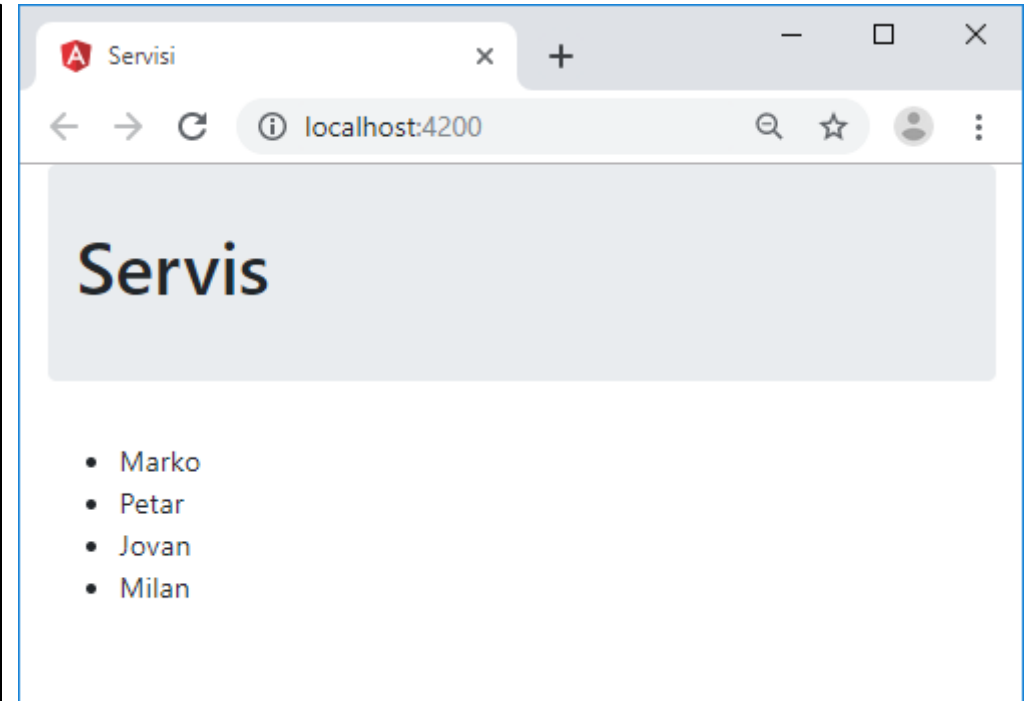 Servisi
localhost:4200
Servis
Marko
Petar
Jovan
Milan